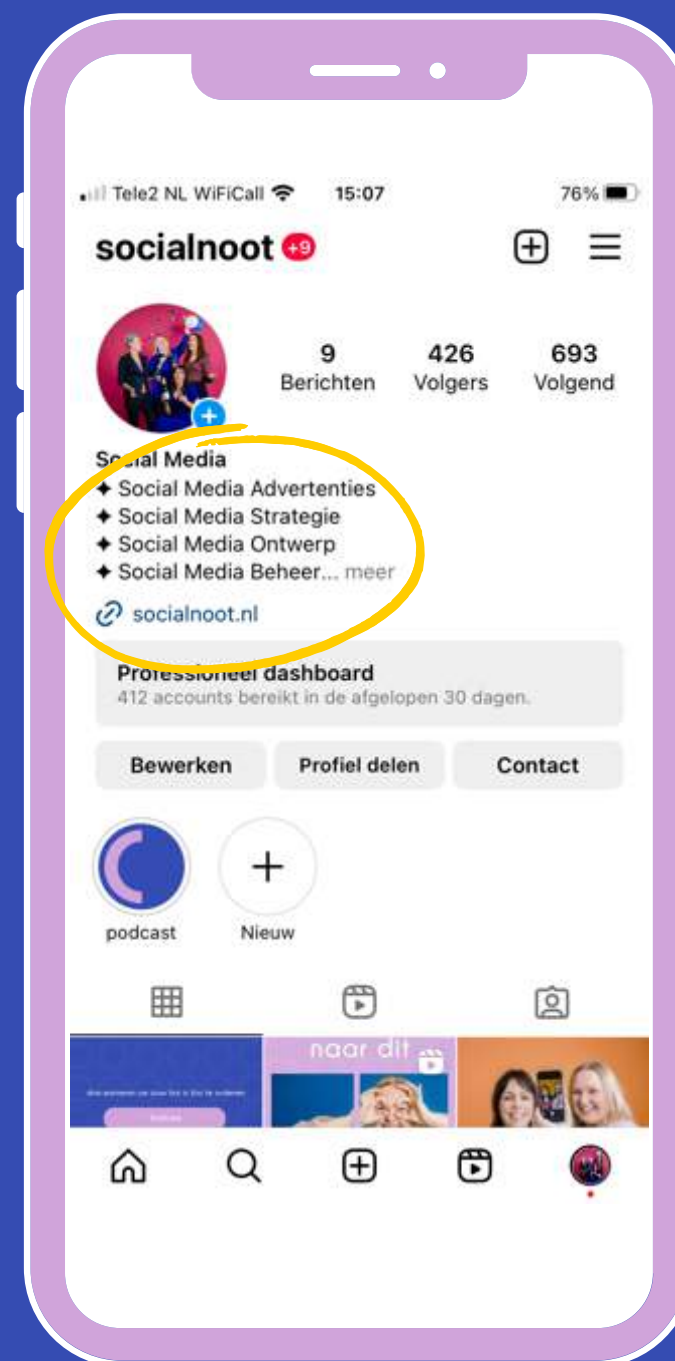 Tele2 NL WiFiCall 15:07 76%
socialnoot +9
9 426 693
Berichten Volgers Volgend
Social Media
✦ Social Media Advertenties
✦ Social Media Strategie
✦ Social Media Ontwerp
✦ Social Media Beheer... meer
socialnoot.nl
Professioneel dashboard
412 accounts bereikt in de afgelopen 30 dagen.
Bewerken Profiel delen Contact
podcast Nieuw
naar dit